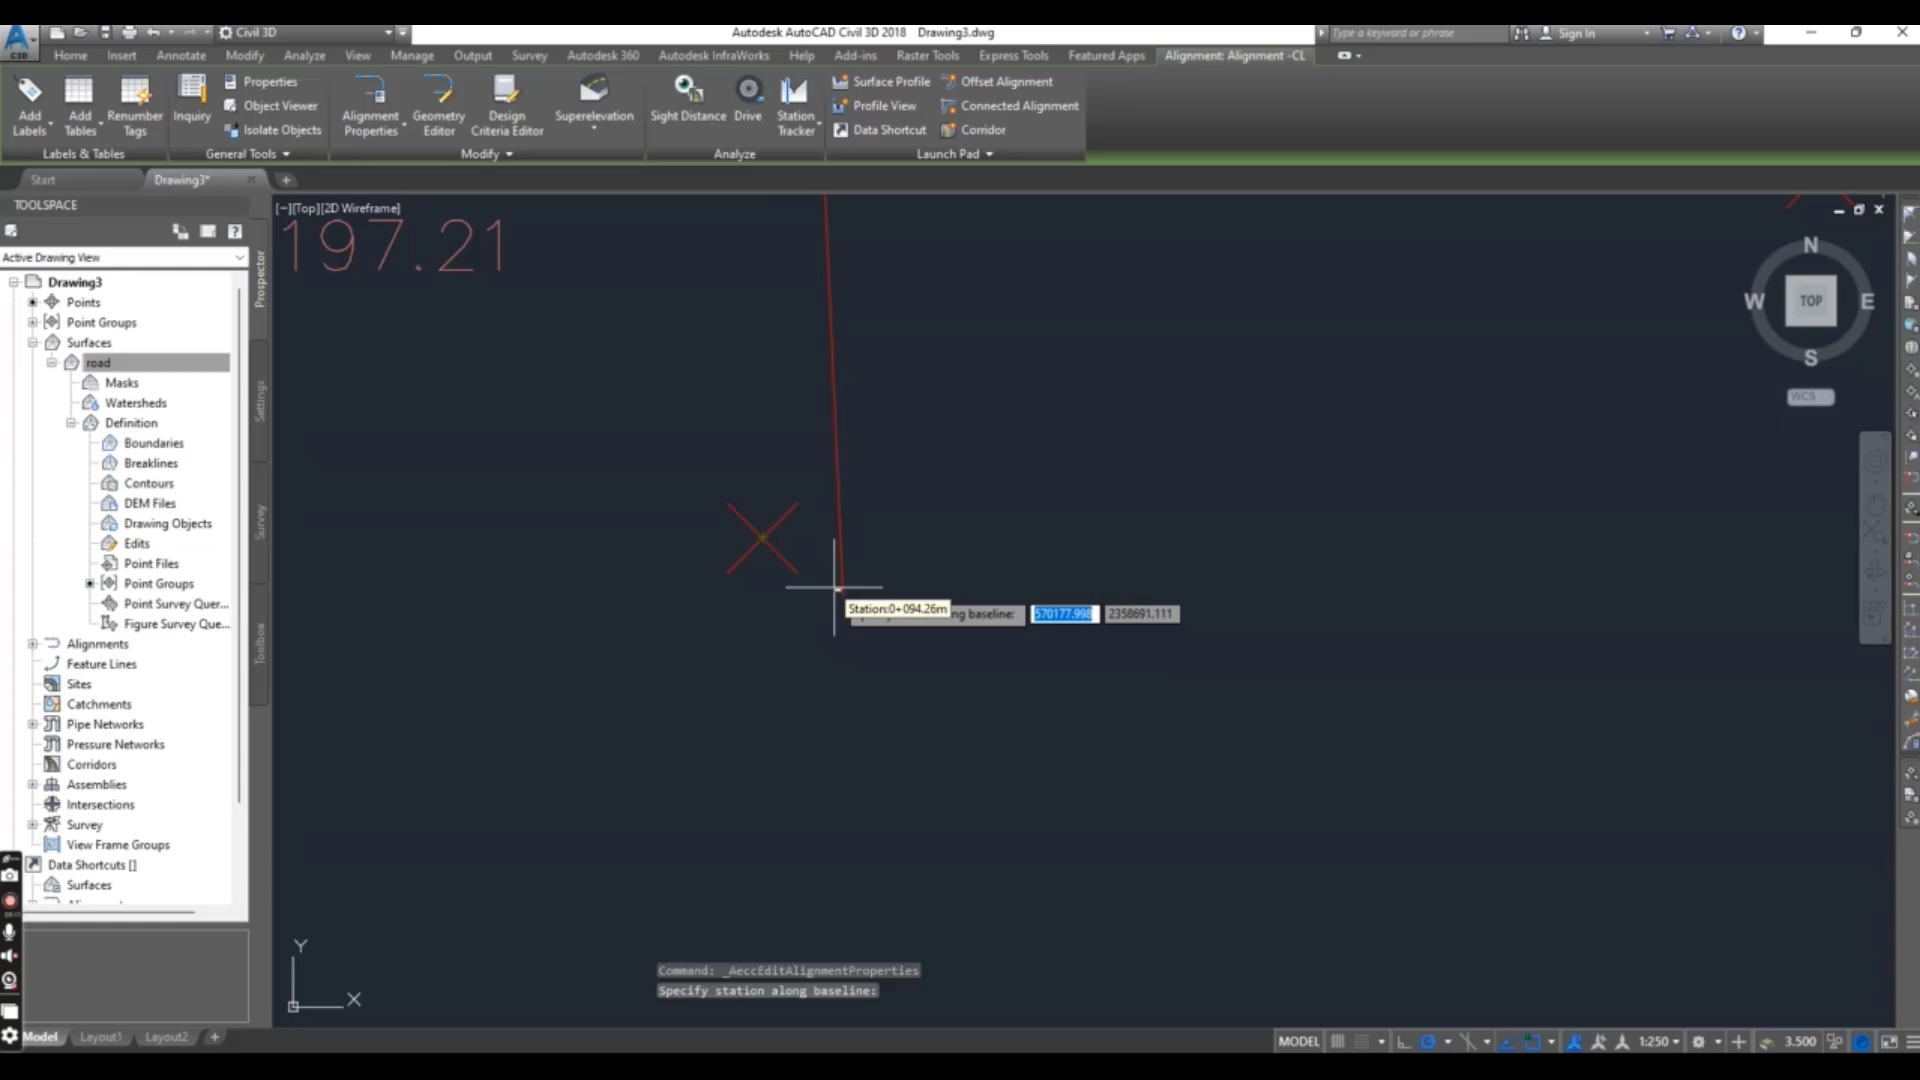 Civil 3D
Autodesk AutoCAD Civil 3D 2018 Drawing3.dwg
Type a keyword or phrase
Sign In
C3D
Home Insert Annotate Modify Analyze View Manage Output Survey Autodesk 360 Autodesk InfraWorks Help Add-ins Raster Tools Express Tools Featured Apps Alignment: Alignment -CL
Add Labels
Add Tables
Renumber Tags
Inquiry
Properties
Object Viewer
Isolate Objects
Alignment Properties
Geometry Editor
Design Criteria Editor
Superelevation
Sight Distance
Drive
Station Tracker
Surface Profile
Profile View
Data Shortcut
Offset Alignment
Connected Alignment
Corridor
Labels & Tables
General Tools
Modify
Analyze
Launch Pad
Start
Drawing3*
TOOLSPACE
Active Drawing View
Drawing3
Points
Point Groups
Surfaces
road
Masks
Watersheds
Definition
Boundaries
Breaklines
Contours
DEM Files
Drawing Objects
Edits
Point Files
Point Groups
Point Survey Quer...
Figure Survey Que...
Alignments
Feature Lines
Sites
Catchments
Pipe Networks
Pressure Networks
Corridors
Assemblies
Intersections
Survey
View Frame Groups
Data Shortcuts []
Surfaces
Prospector
Settings
Survey
Toolbox
[−][Top][2D Wireframe]
197.21
N
W
TOP
E
S
WCS
Station:0+094.26m
ng baseline:
570177.998
2358691.111
Y
X
Command: _AeccEditAlignmentProperties
Specify station along baseline:
Model
Layout1
Layout2
MODEL
1:250
3.500